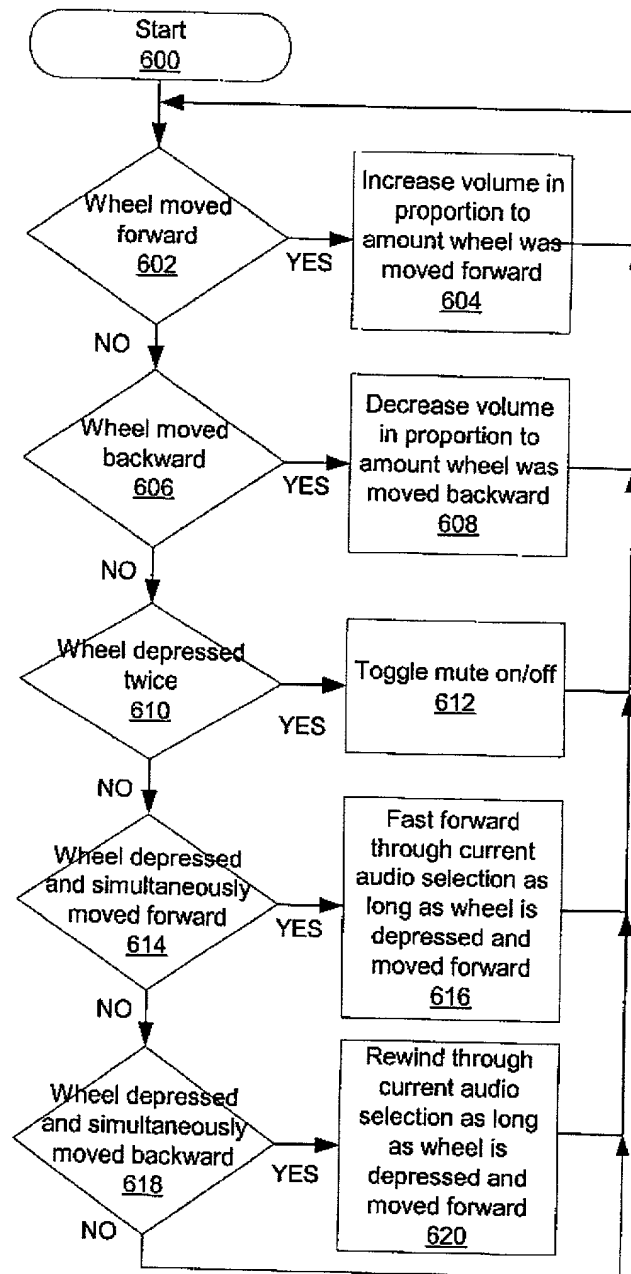 Start
600
Wheel moved
forward
602
YES
NO
Increase volume in
proportion to
amount wheel was
moved forward
604
Wheel moved
backward
606
YES
NO
Decrease volume
in proportion to
amount wheel was
moved backward
608
Wheel depressed
twice
610
YES
NO
Toggle mute on/off
612
Wheel depressed
and simultaneously
moved forward
614
YES
NO
Fast forward
through current
audio selection as
long as wheel is
depressed and
moved forward
616
Wheel depressed
and simultaneously
moved backward
618
YES
NO
Rewind through
current audio
selection as long
as wheel is
depressed and
moved forward
620